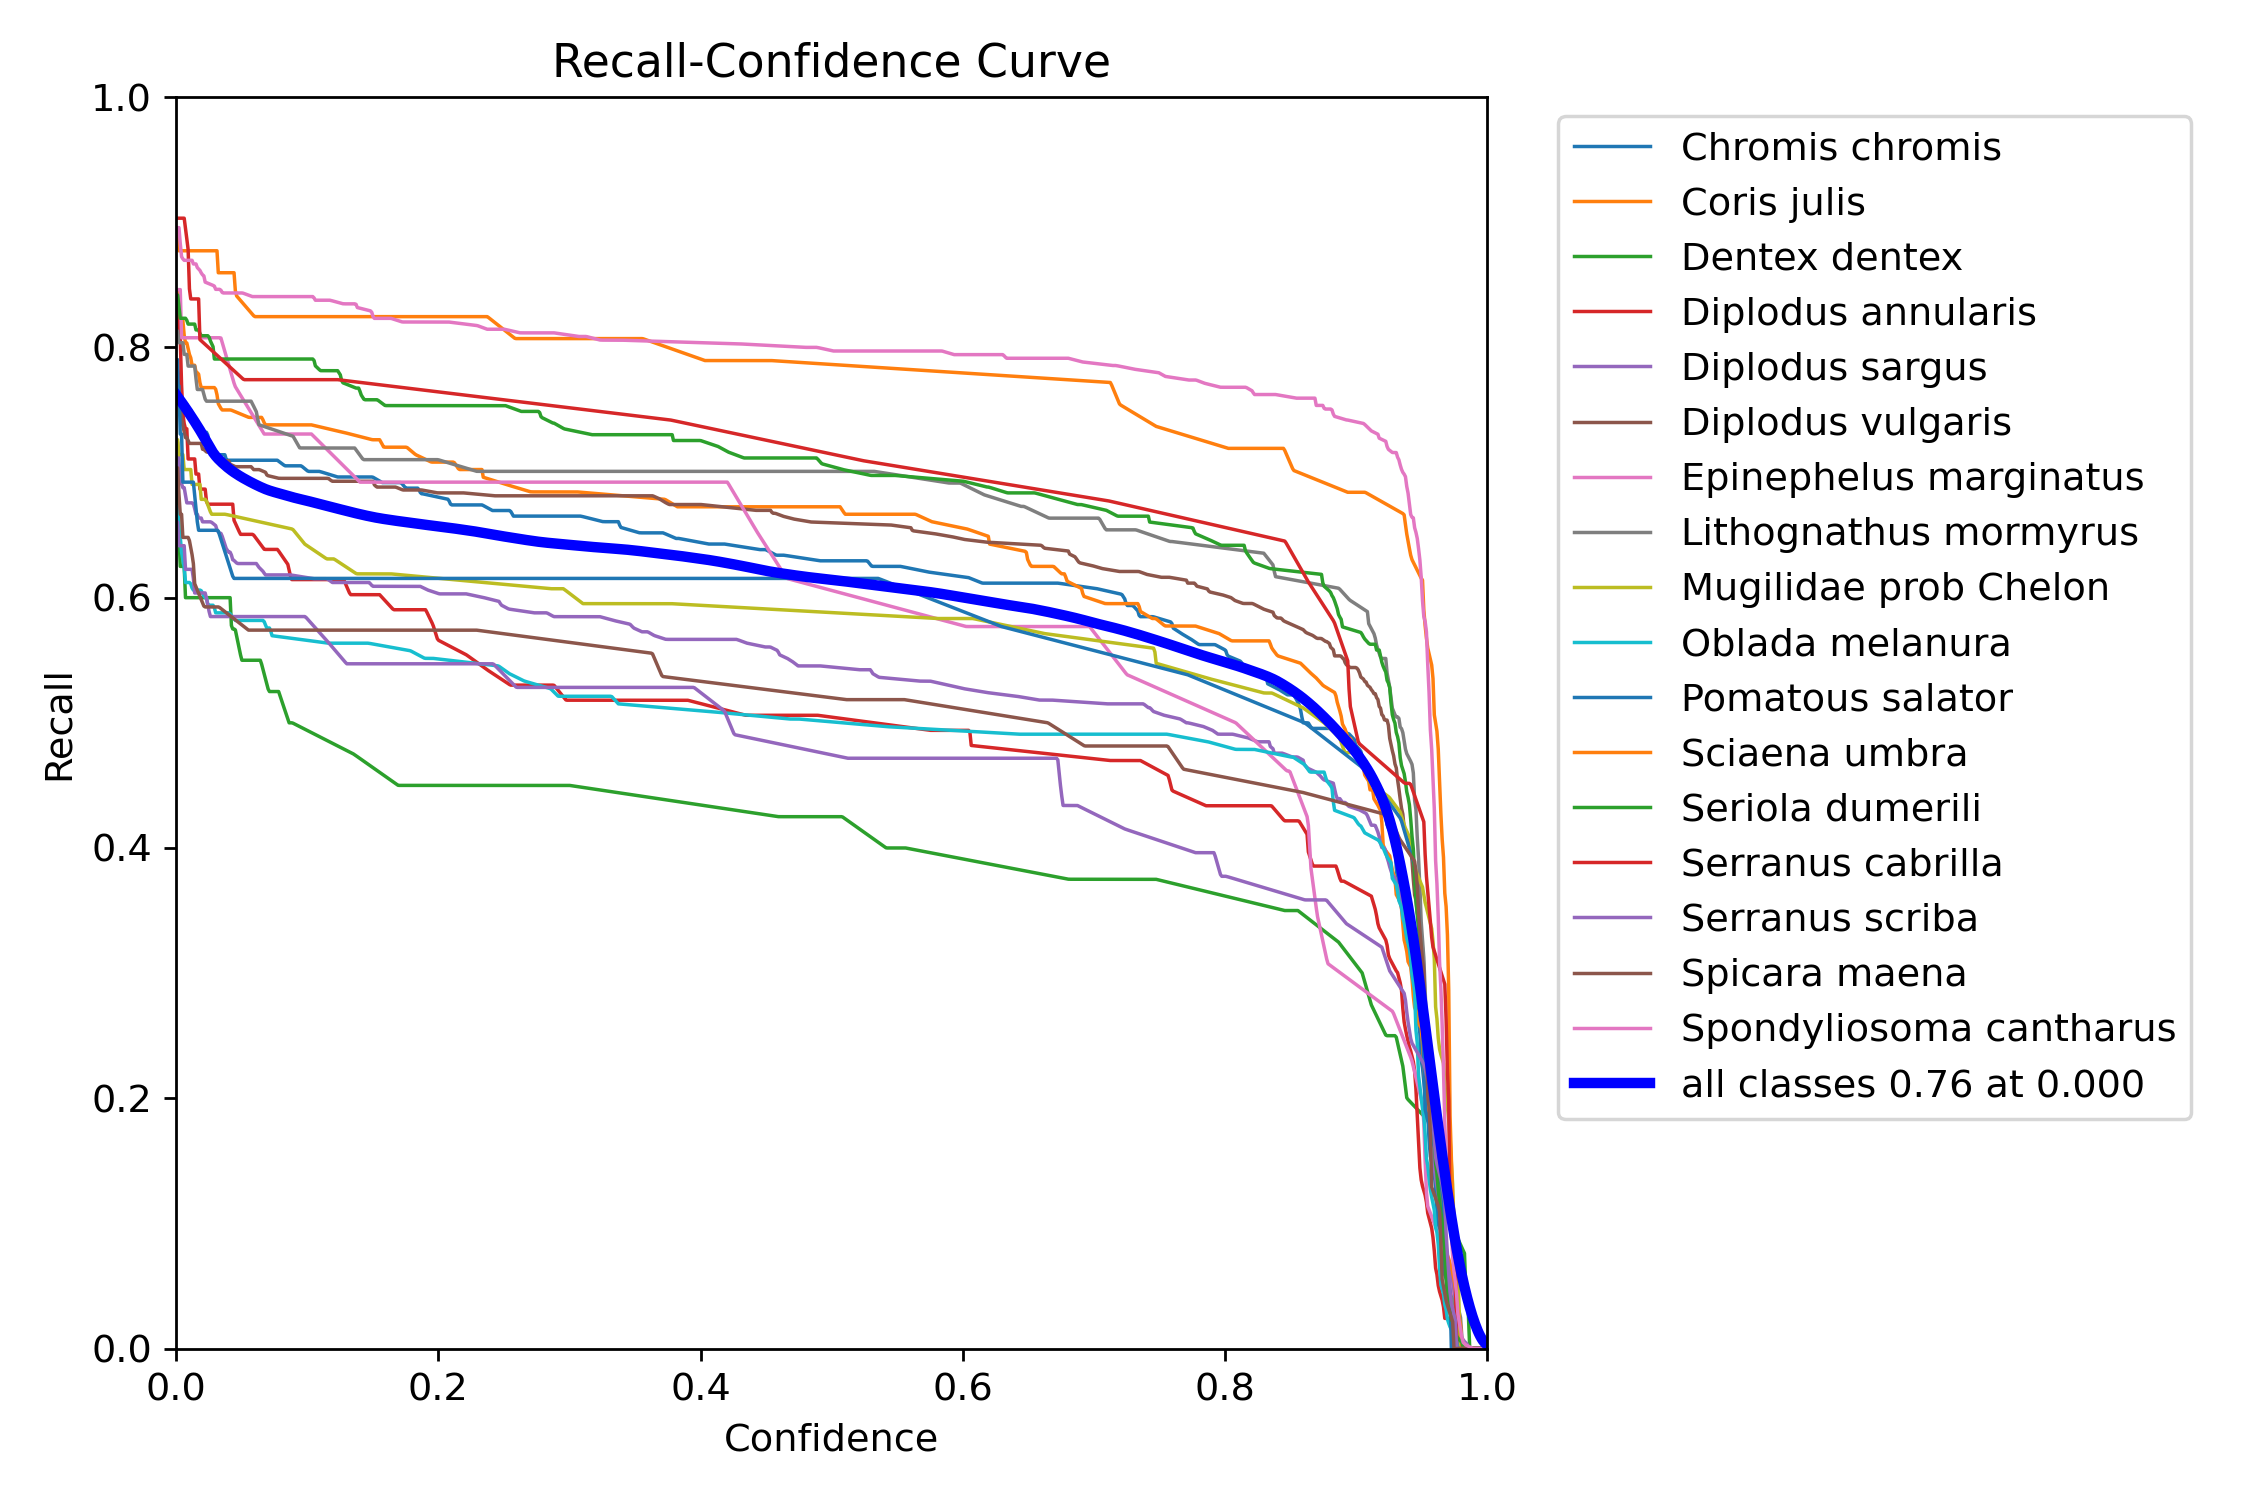 Recall-Confidence Curve
1.0
0.8
0.6
0.4
0.2
0.0
Recall
0.0 0.2 0.4 0.6 0.8 1.0
Confidence
Chromis chromis
Coris julis
Dentex dentex
Diplodus annularis
Diplodus sargus
Diplodus vulgaris
Epinephelus marginatus
Lithognathus mormyrus
Mugilidae prob Chelon
Oblada melanura
Pomatous salator
Sciaena umbra
Seriola dumerili
Serranus cabrilla
Serranus scriba
Spicara maena
Spondyliosoma cantharus
all classes 0.76 at 0.000